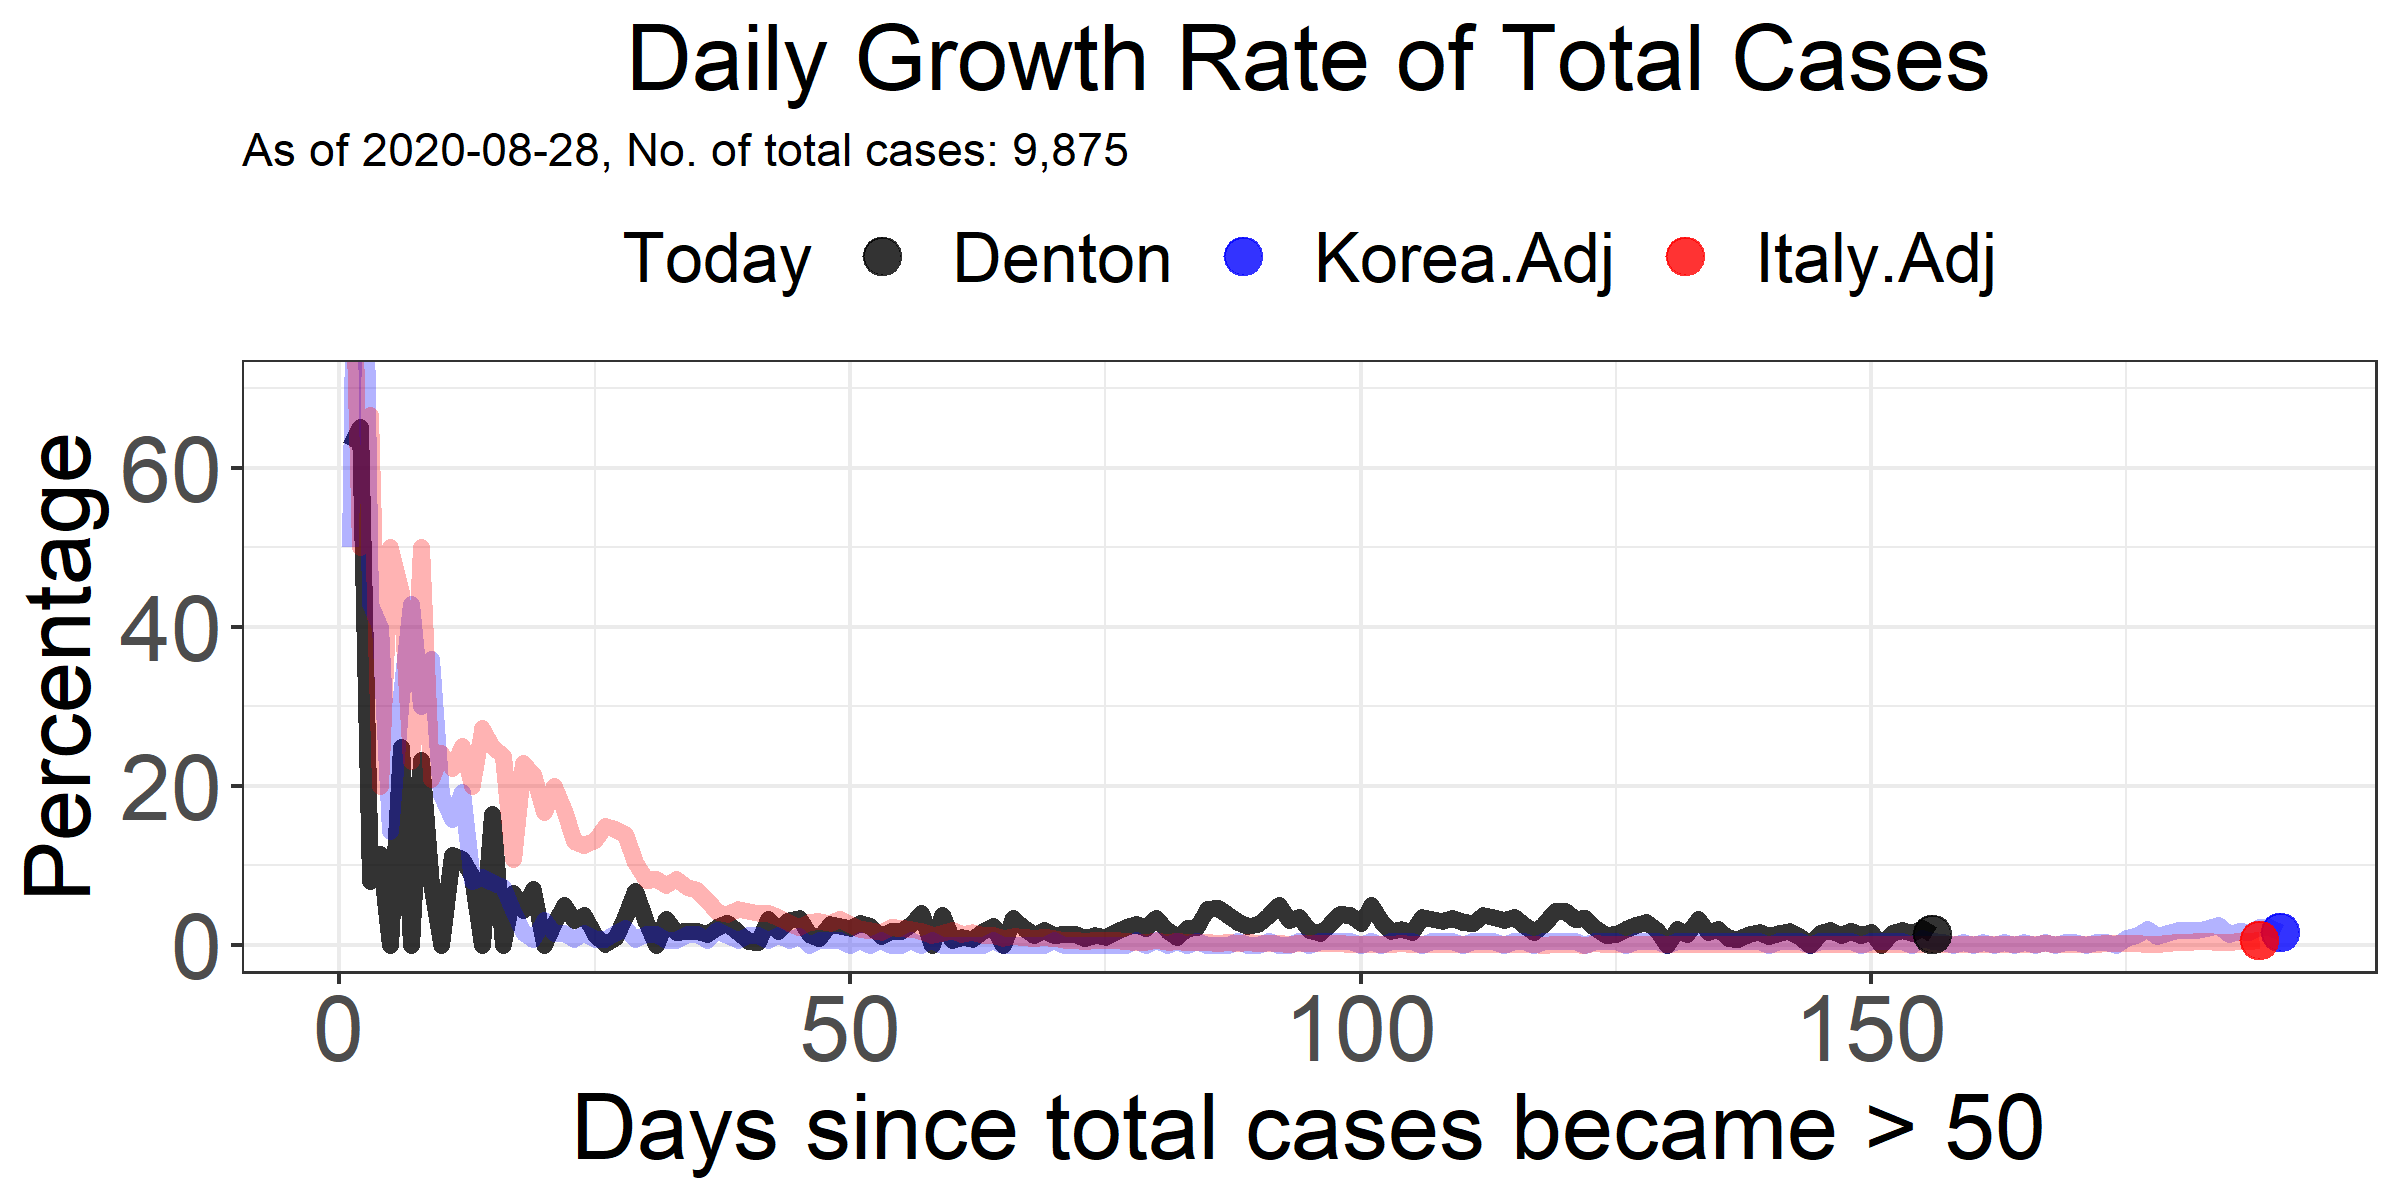 Daily Growth Rate of Total Cases
As of 2020-08-28, No. of total cases: 9,875
Today Denton Korea.Adj Italy.Adj
Percentage
60
40
20
0
0 50 100 150
Days since total cases became > 50